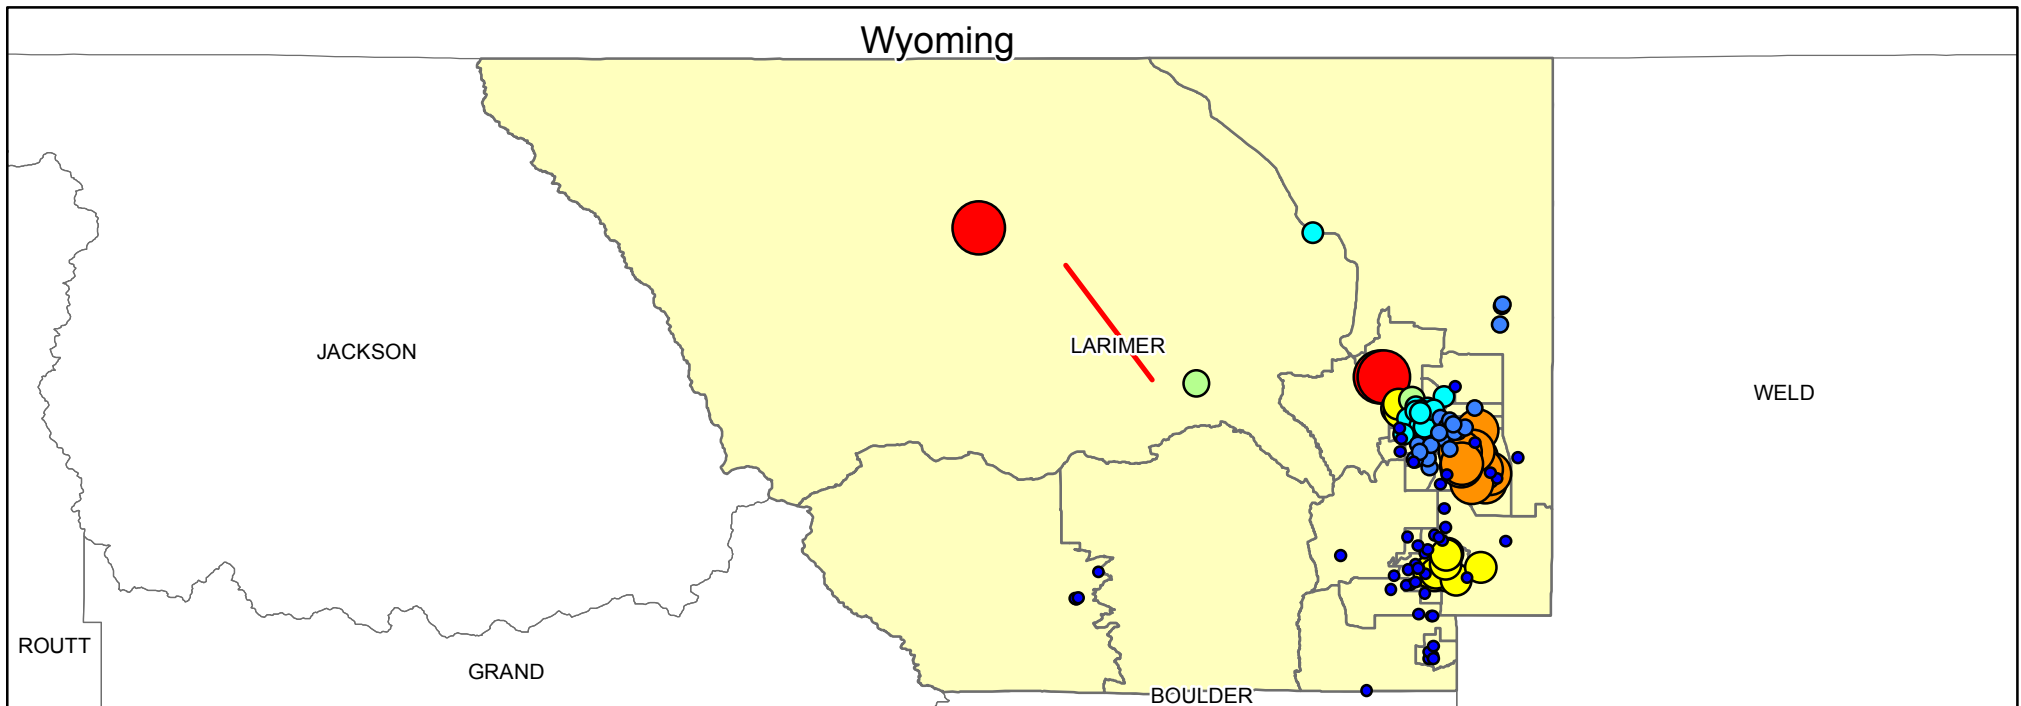 Wyoming
JACKSON
LARIMER
WELD
ROUTT
GRAND
BOULDER